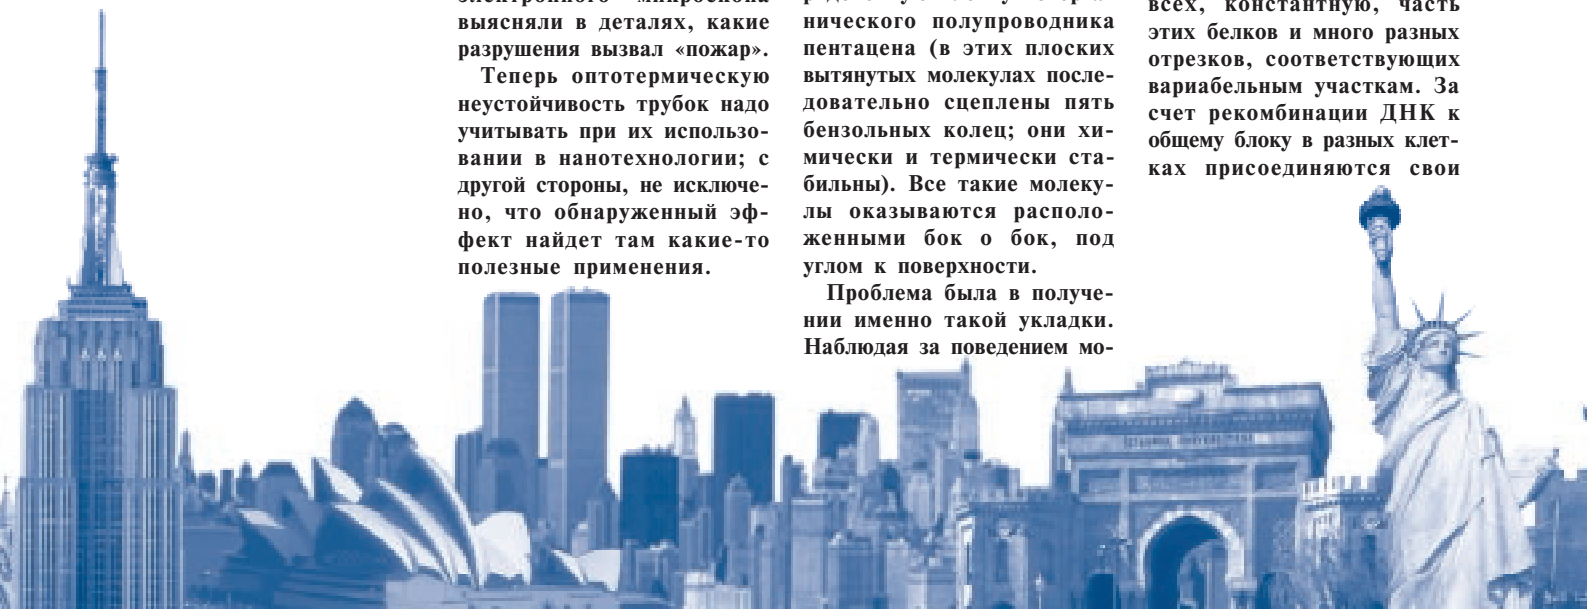 выясняли в деталях, какие
разрушения вызвал «пожар».
Теперь оптотермическую
неустойчивость трубок надо
учитывать при их использо-
вании в нанотехнологии; с
другой стороны, не исключе-
но, что обнаруженный эф-
фект найдет там какие-то
полезные применения.
нического полупроводника
пентацена (в этих плоских
вытянутых молекулах после-
довательно сцеплены пять
бензольных колец; они хи-
мически и термически ста-
бильны). Все такие молеку-
лы оказываются располо-
женными бок о бок, под
углом к поверхности.
Проблема была в получе-
нии именно такой укладки.
Наблюдая за поведением мо-
всех, константную, часть
этих белков и много разных
отрезков, соответствующих
вариабельным участкам. За
счет рекомбинации ДНК к
общему блоку в разных клет-
ках присоединяются свои